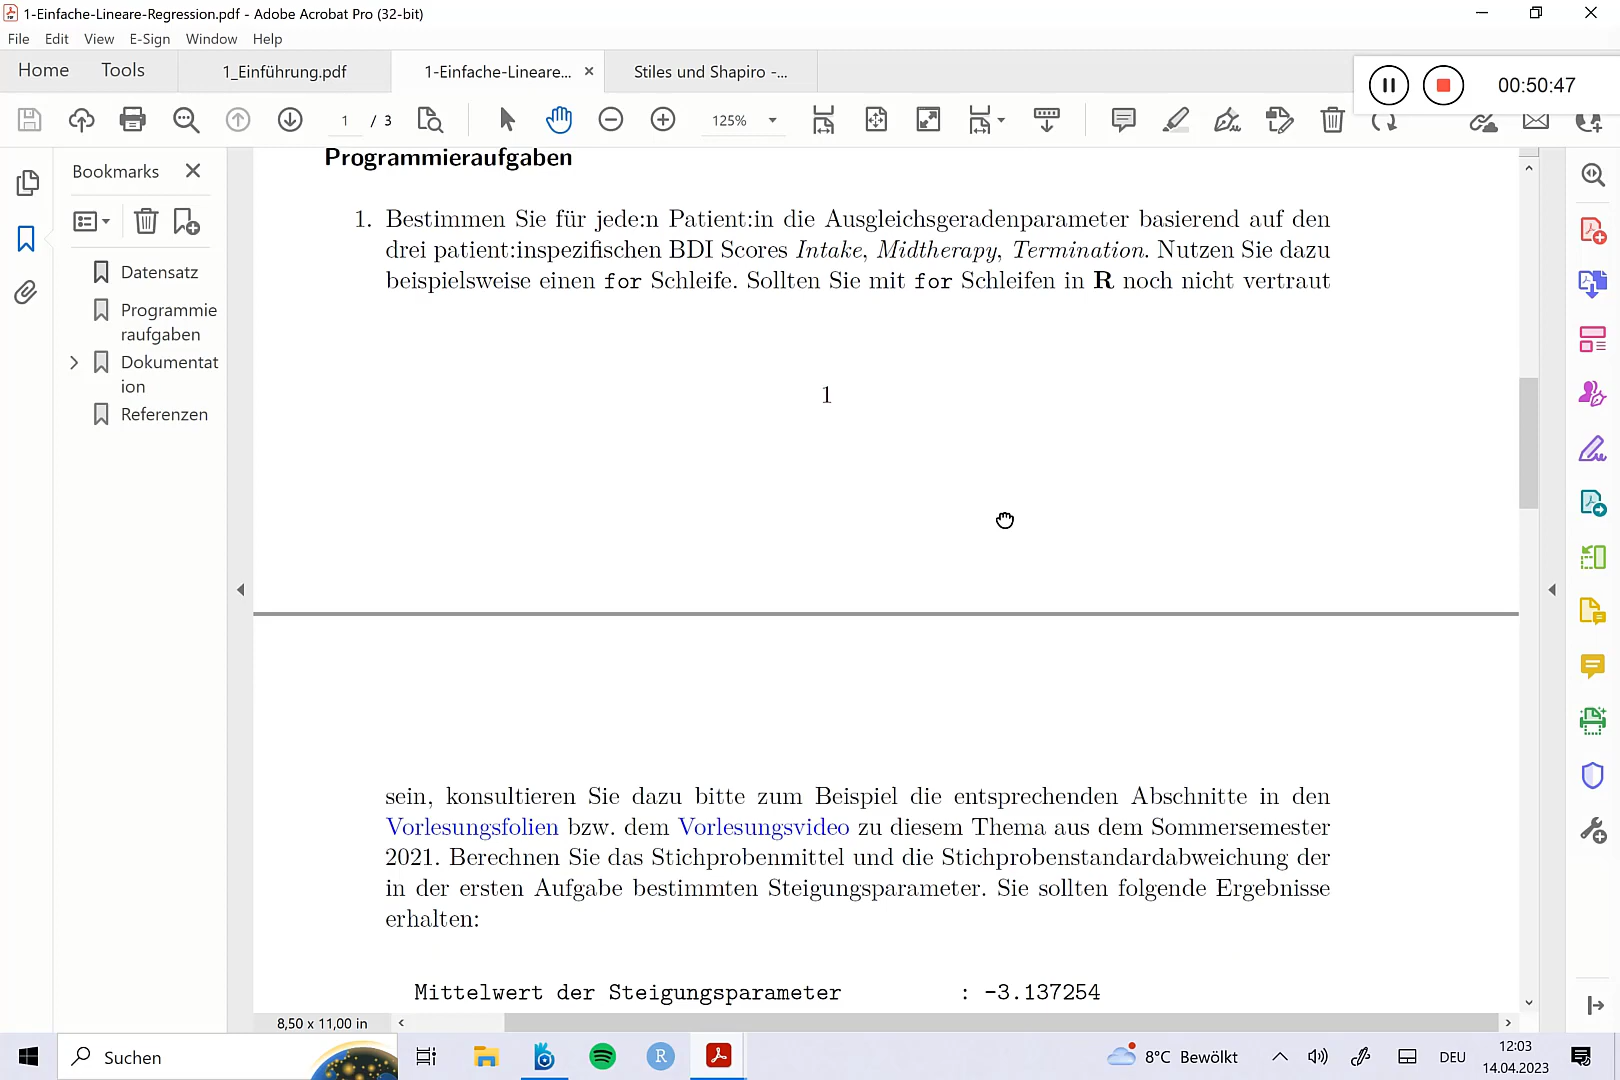 1-Einfache-Lineare-Regression.pdf - Adobe Acrobat Pro (32-bit)
File Edit View E-Sign Window Help
Home Tools 1_Einführung.pdf 1-Einfache-Lineare... × Stiles und Shapiro -...
00:50:47
1 / 3 125%
Bookmarks
Datensatz
Programmie
raufgaben
Dokumentat
ion
Referenzen
Programmieraufgaben
1. Bestimmen Sie für jede:n Patient:in die Ausgleichsgeradenparameter basierend auf den
drei patient:inspezifischen BDI Scores Intake, Midtherapy, Termination. Nutzen Sie dazu
beispielsweise einen for Schleife. Sollten Sie mit for Schleifen in R noch nicht vertraut
1
sein, konsultieren Sie dazu bitte zum Beispiel die entsprechenden Abschnitte in den
Vorlesungsfolien bzw. dem Vorlesungsvideo zu diesem Thema aus dem Sommersemester
2021. Berechnen Sie das Stichprobenmittel und die Stichprobenstandardabweichung der
in der ersten Aufgabe bestimmten Steigungsparameter. Sie sollten folgende Ergebnisse
erhalten:
Mittelwert der Steigungsparameter : -3.137254
8,50 x 11,00 in
Suchen
R
8°C Bewölkt
DEU
12:03
14.04.2023